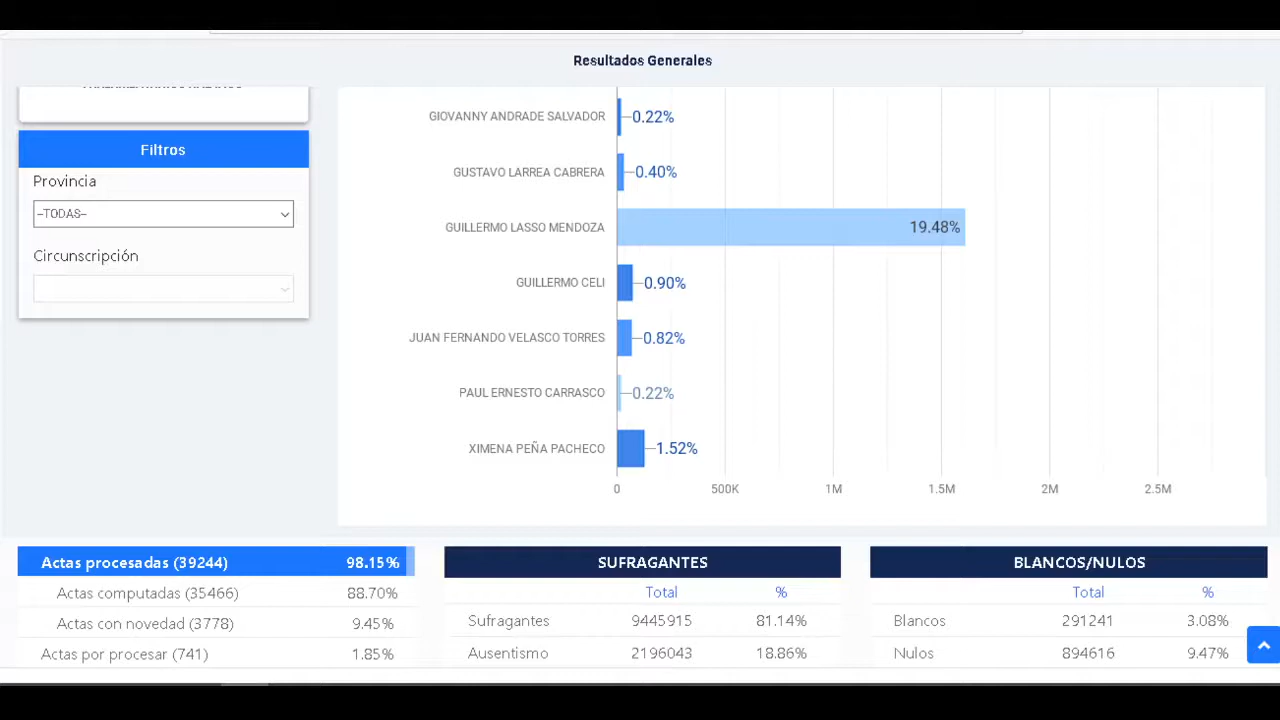 Resultados Generales
Filtros
Provincia
--TODAS--
Circunscripción
GIOVANNY ANDRADE SALVADOR 0.22%
GUSTAVO LARREA CABRERA 0.40%
GUILLERMO LASSO MENDOZA 19.48%
GUILLERMO CELI 0.90%
JUAN FERNANDO VELASCO TORRES 0.82%
PAUL ERNESTO CARRASCO 0.22%
XIMENA PEÑA PACHECO 1.52%
0 500K 1M 1.5M 2M 2.5M
Actas procesadas (39244) 98.15%
Actas computadas (35466) 88.70%
Actas con novedad (3778) 9.45%
Actas por procesar (741) 1.85%
SUFRAGANTES
Total %
Sufragantes 9445915 81.14%
Ausentismo 2196043 18.86%
BLANCOS/NULOS
Total %
Blancos 291241 3.08%
Nulos 894616 9.47%